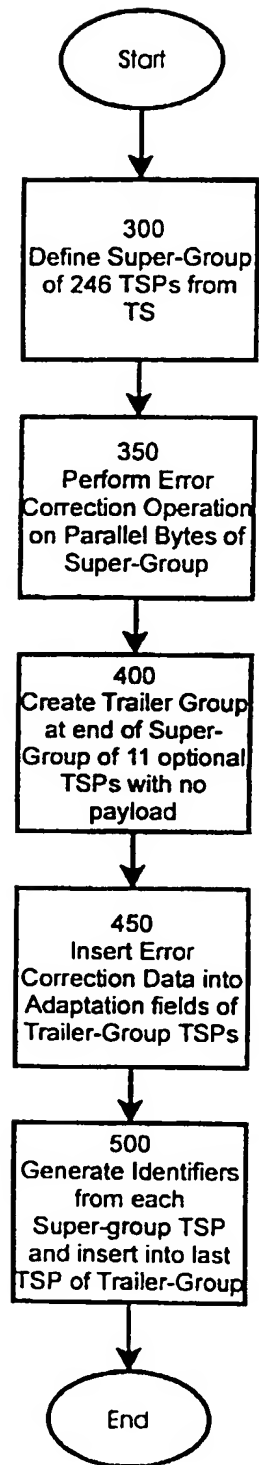 Start
300
Define Super-Group
of 246 TSPs from
TS
350
Perform Error
Correction Operation
on Parallel Bytes of
Super-Group
400
Create Trailer Group
at end of Super-
Group of 11 optional
TSPs with no
payload
450
Insert Error
Correction Data into
Adaptation fields of
Trailer-Group TSPs
500
Generate Identifiers
from each
Super-group TSP
and insert into last
TSP of Trailer-Group
End